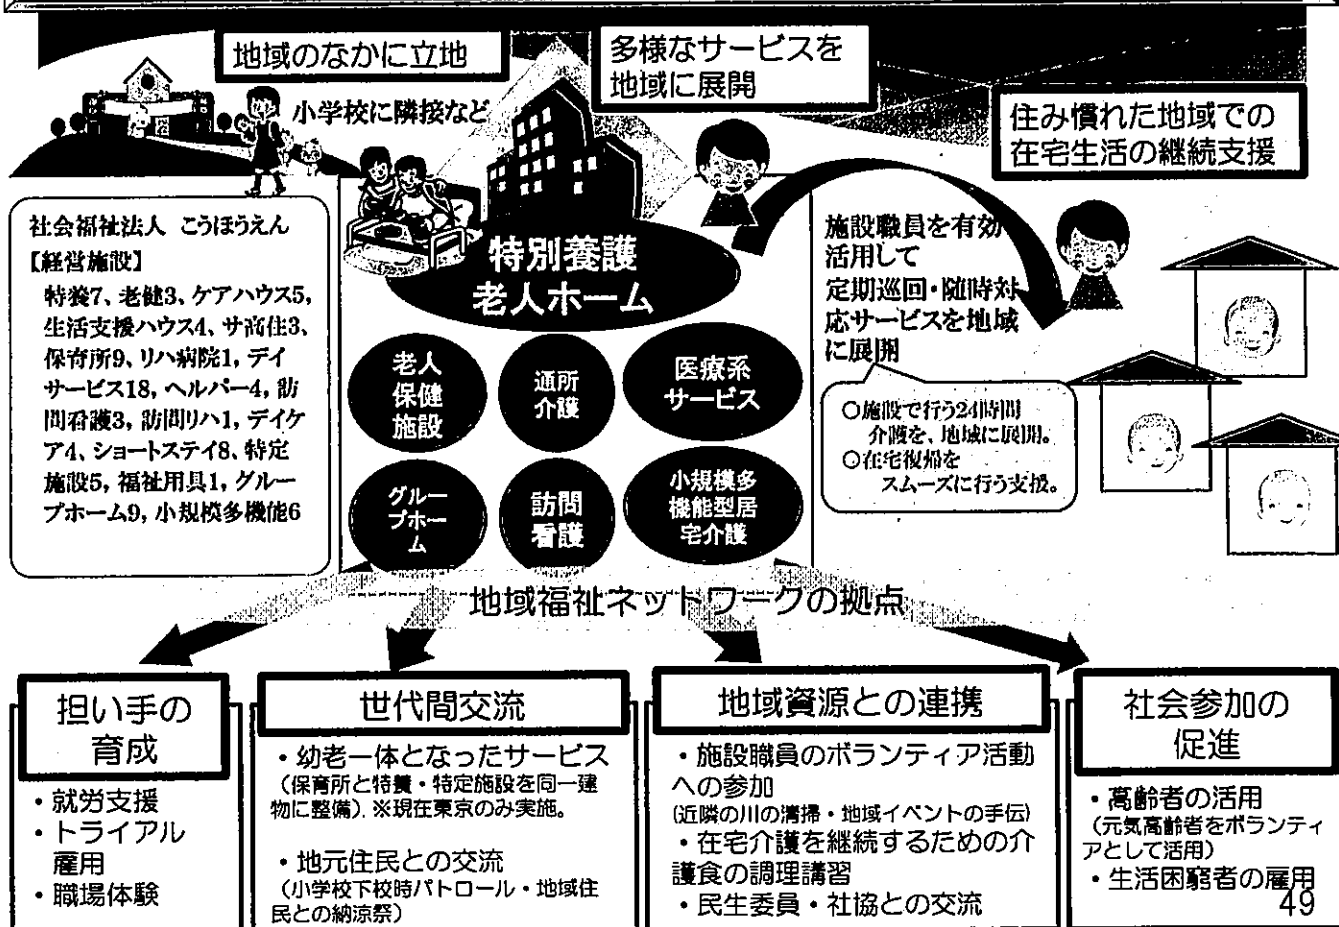 地域のなかに立地
小学校に隣接など
多様なサービスを
地域に展開
住み慣れた地域での
在宅生活の継続支援
社会福祉法人 こうほうえん
【経営施設】
特養7、老健3、ケアハウス5、
生活支援ハウス4、サ高住3、
保育所9、リハ病院1、デイ
サービス18、ヘルパー4、訪
問看護3、訪問リハ1、デイケ
ア4、ショートステイ8、特定
施設5、福祉用具1、グルー
プホーム9、小規模多機能6
特別養護
老人ホーム
老人
保健
施設
通所
介護
医療系
サービス
グルー
プホー
ム
訪問
看護
小規模多
機能型居
宅介護
施設職員を有効
活用して
定期巡回・随時対
応サービスを地域
に展開
○施設で行う24時間
介護を、地域に展開。
○在宅復帰を
スムーズに行う支援。
地域福祉ネットワークの拠点
担い手の
育成
・就労支援
・トライアル
雇用
・職場体験
世代間交流
・幼老一体となったサービス
(保育所と特養・特定施設を同一建
物に整備)．※現在東京のみ実施。
・地元住民との交流
(小学校下校時パトロール・地域住
民との納涼祭)
地域資源との連携
・施設職員のボランティア活動
への参加
(近隣の川の清掃・地域イベントの手伝)
・在宅介護を継続するための介
護食の調理講習
・民生委員・社協との交流
社会参加の
促進
・高齢者の活用
(元気高齢者をボランティ
アとして活用)
・生活困窮者の雇用
49